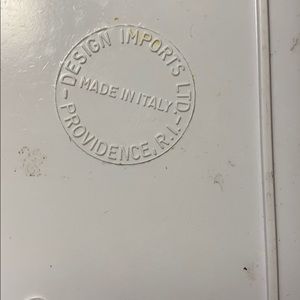 DESIGN IMPORTS LTD.
MADE IN ITALY
PROVIDENCE, R.I.